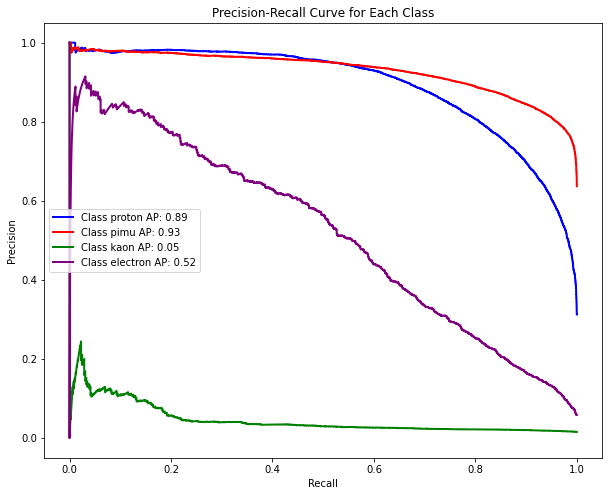 Precision-Recall Curve for Each Class
Precision
1.0
0.8
0.6
0.4
0.2
0.0
Class proton AP: 0.89
Class pimu AP: 0.93
Class kaon AP: 0.05
Class electron AP: 0.52
0.0 0.2 0.4 0.6 0.8 1.0
Recall